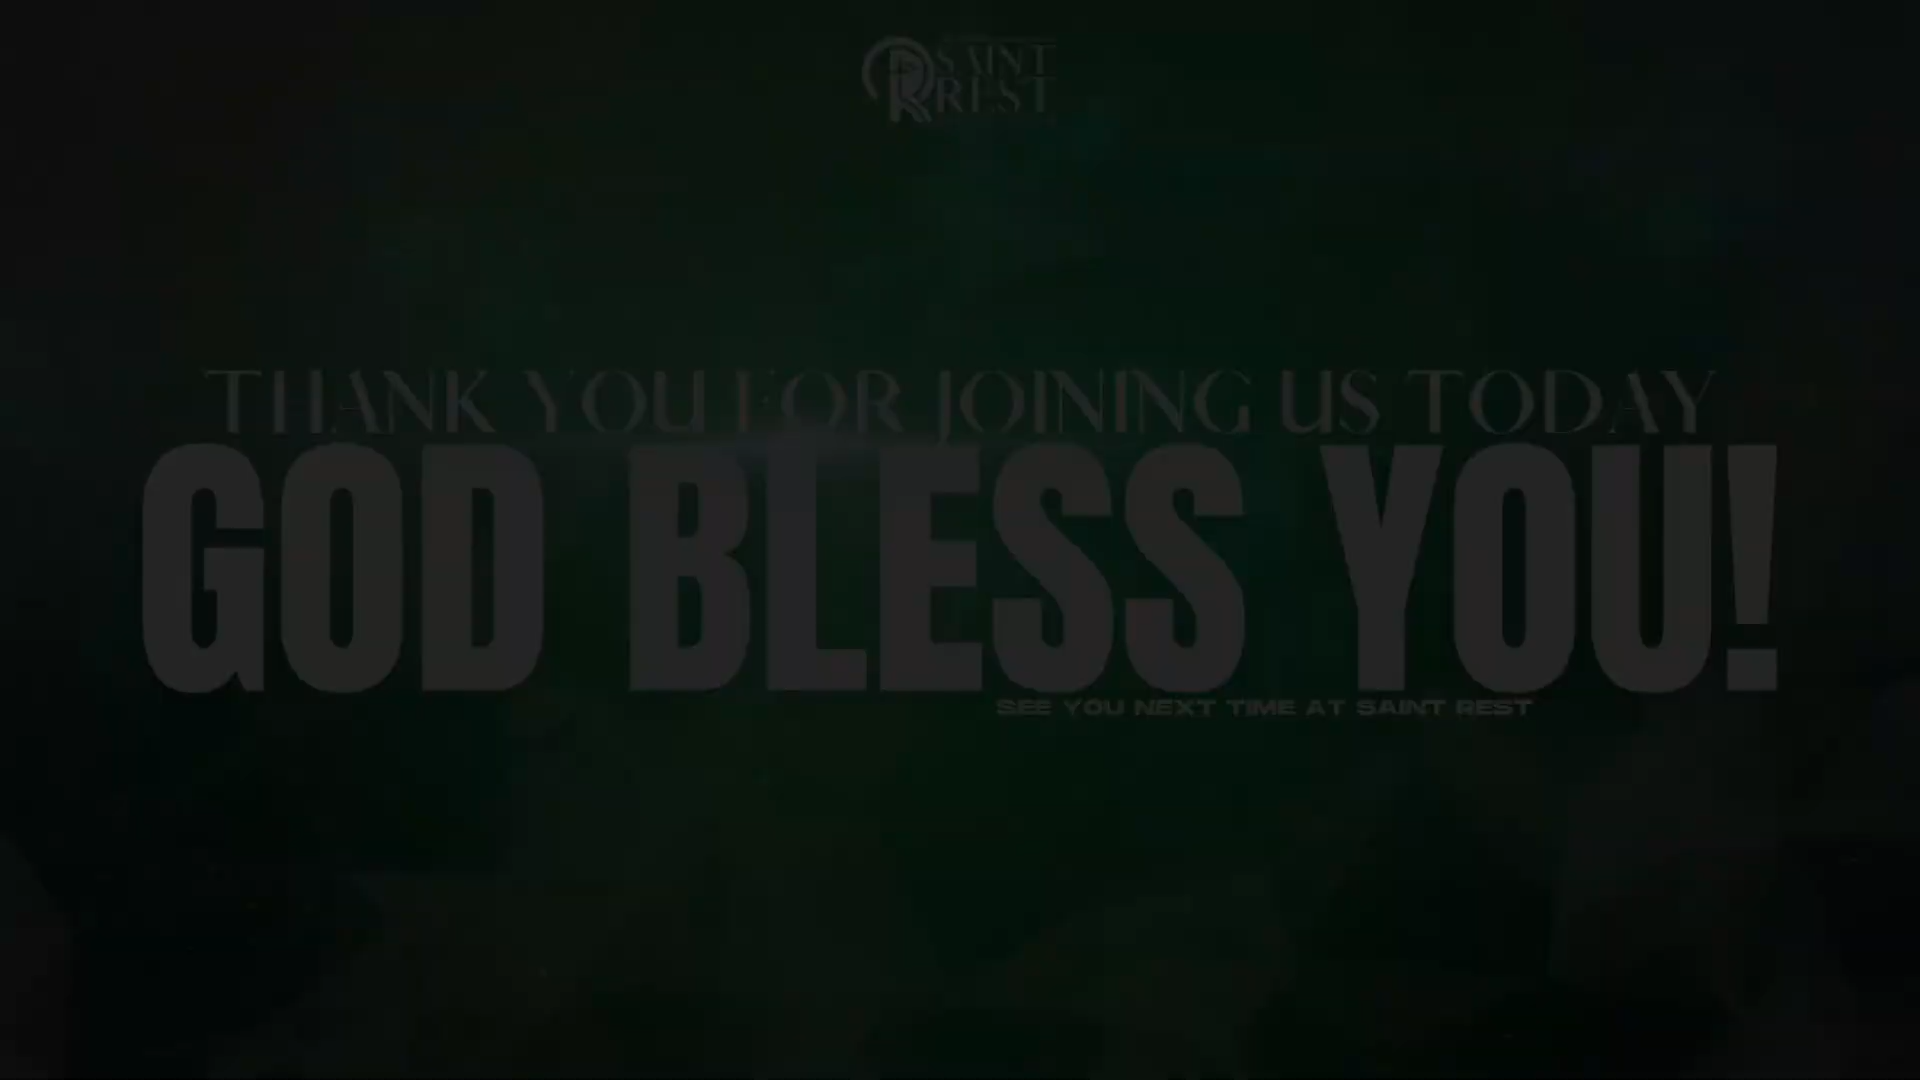 SAINT
REST
THANK YOU FOR JOINING US TODAY
GOD BLESS YOU!
SEE YOU NEXT TIME AT SAINT REST